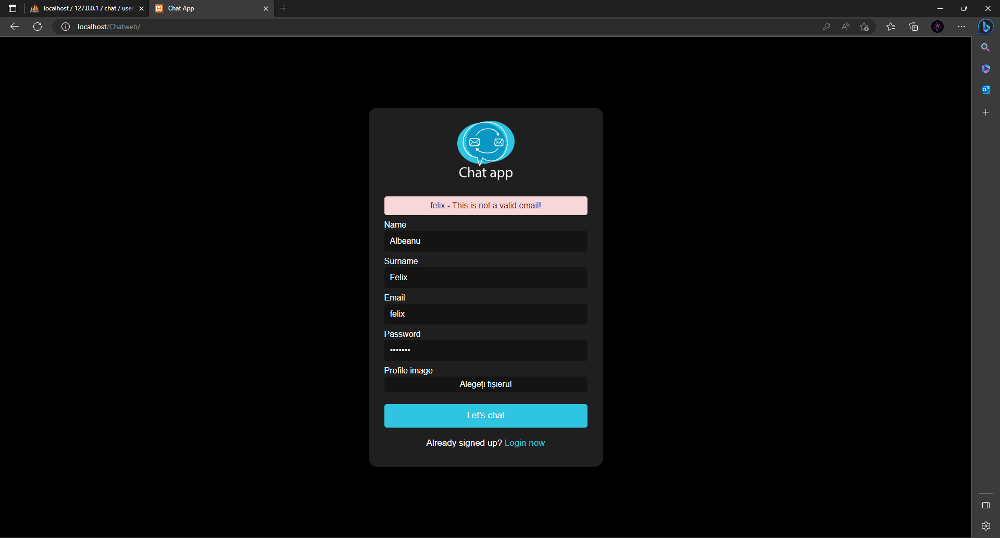 localhost / 127.0.0.1 / chat / user
Chat App
localhost/Chatweb/
Chat app
felix - This is not a valid email!
Name
Albeanu
Surname
Felix
Email
felix
Password
•••••••
Profile image
Alegeți fișierul
Let's chat
Already signed up? Login now